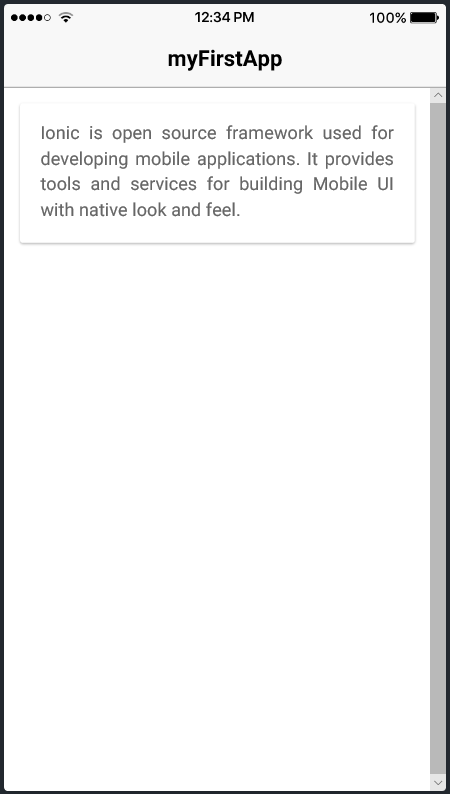 12:34 PM 100%
myFirstApp
Ionic is open source framework used for
developing mobile applications. It provides
tools and services for building Mobile UI
with native look and feel.